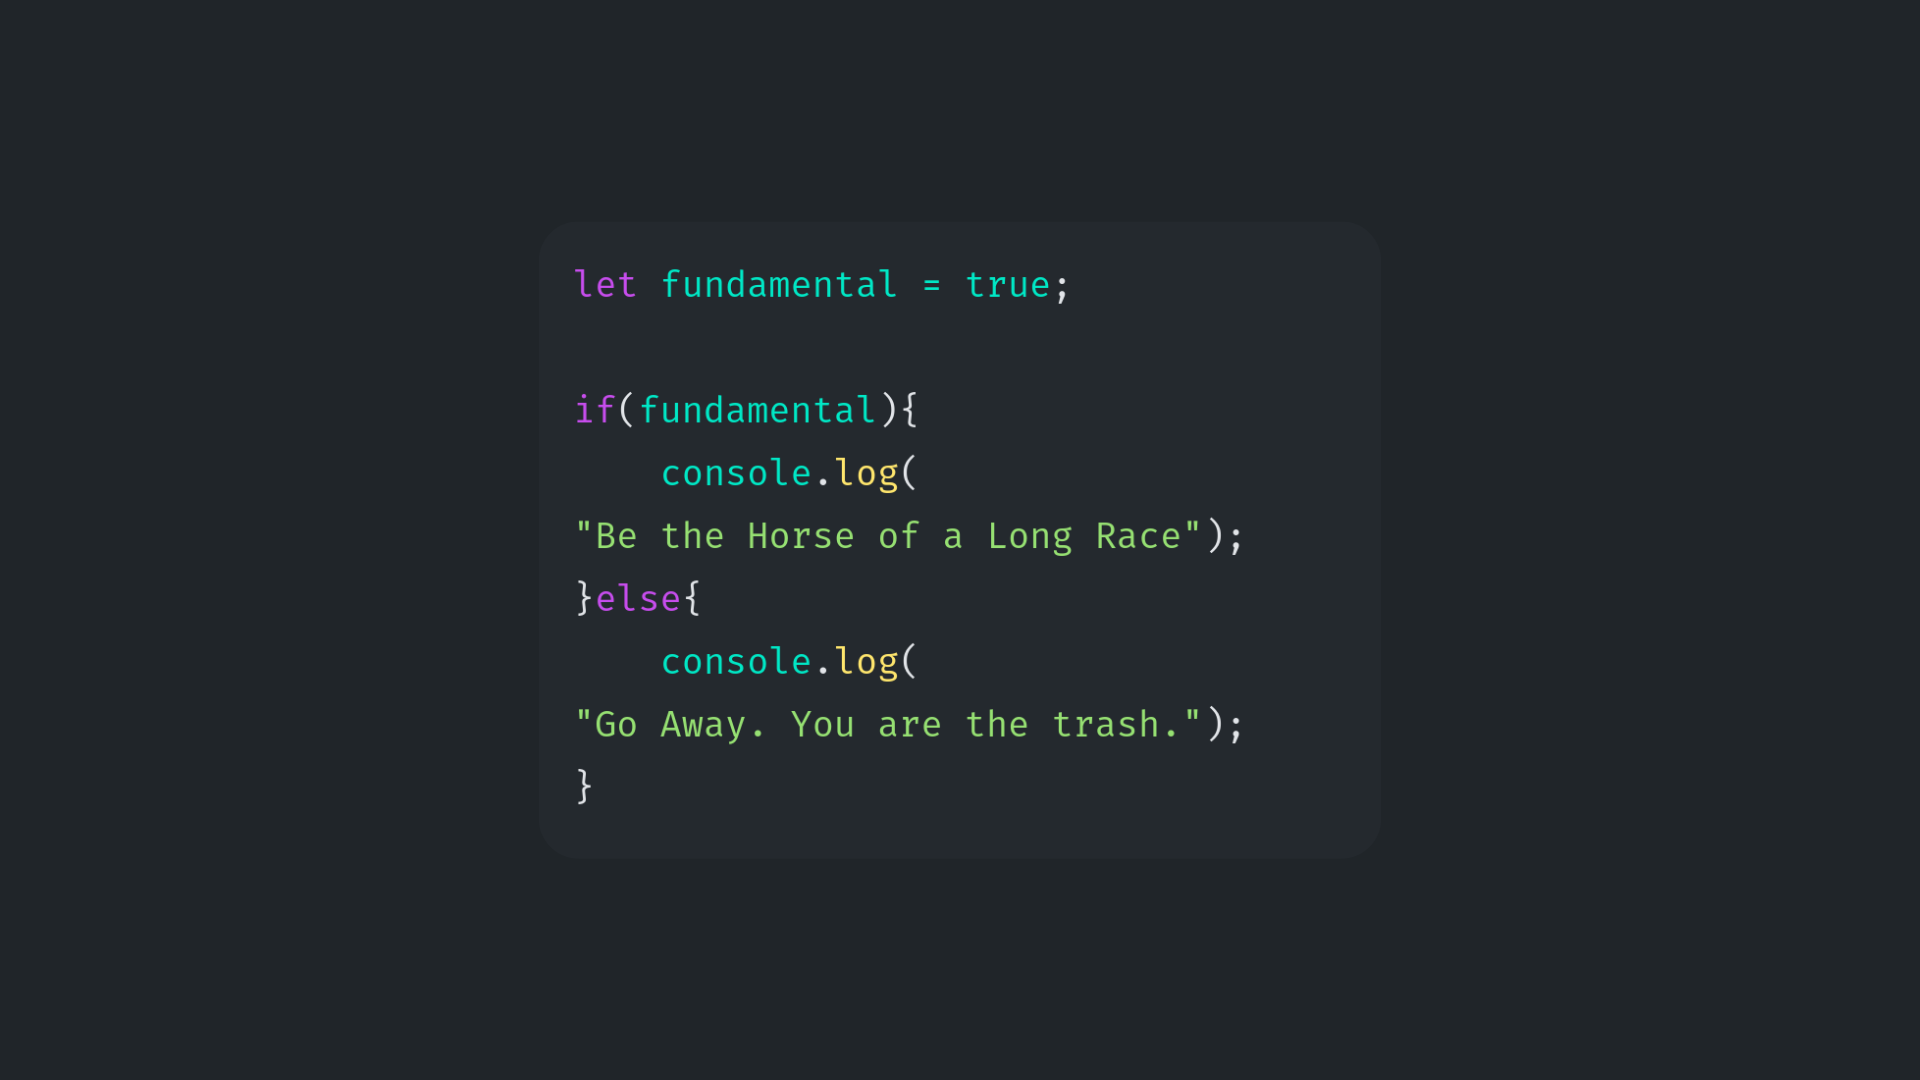 let fundamental = true;
if(fundamental){
console.log(
"Be the Horse of a Long Race");
}else{
console.log(
"Go Away. You are the trash.");
}